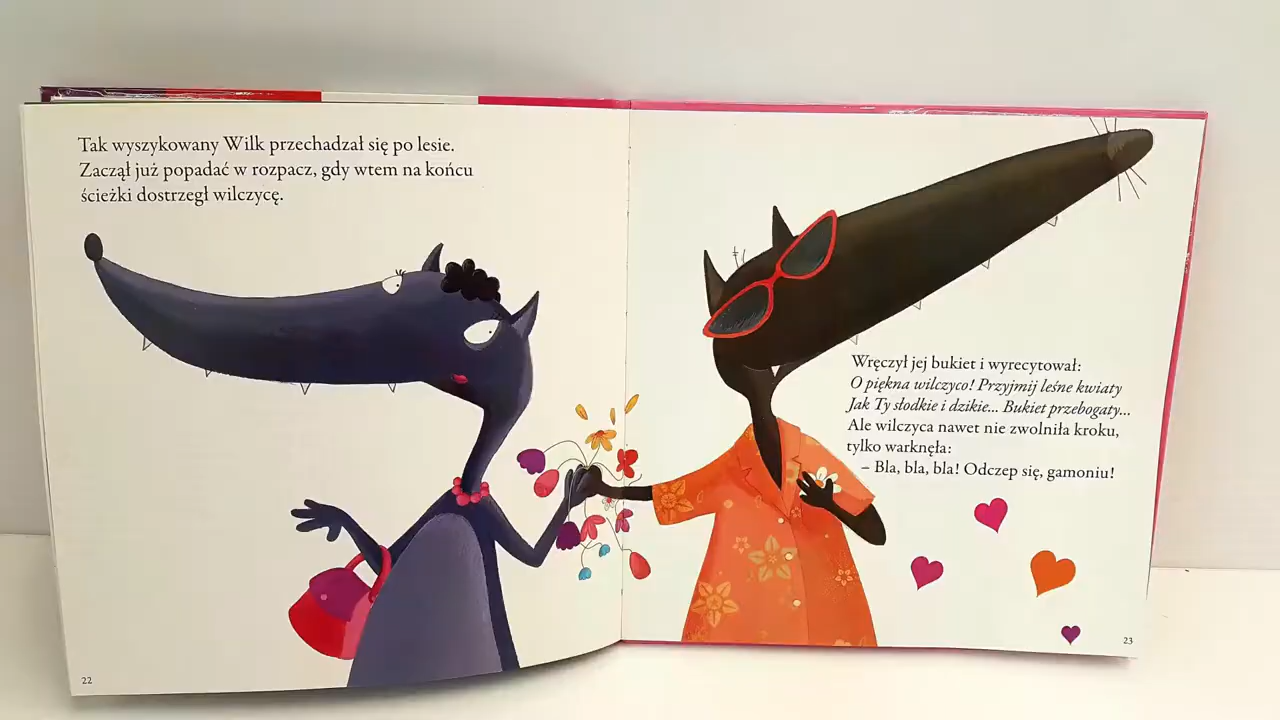 Tak wyszykowany Wilk przechadzał się po lesie.
Zaczął już popadać w rozpacz, gdy wtem na końcu
ścieżki dostrzegł wilczycę.
22
Wręczył jej bukiet i wyrecytował:
O piękna wilczyco! Przyjmij leśne kwiaty
Jak Ty słodkie i dzikie... Bukiet przebogaty...
Ale wilczyca nawet nie zwolniła kroku,
tylko warknęła:
– Bla, bla, bla! Odczep się, gamoniu!
23